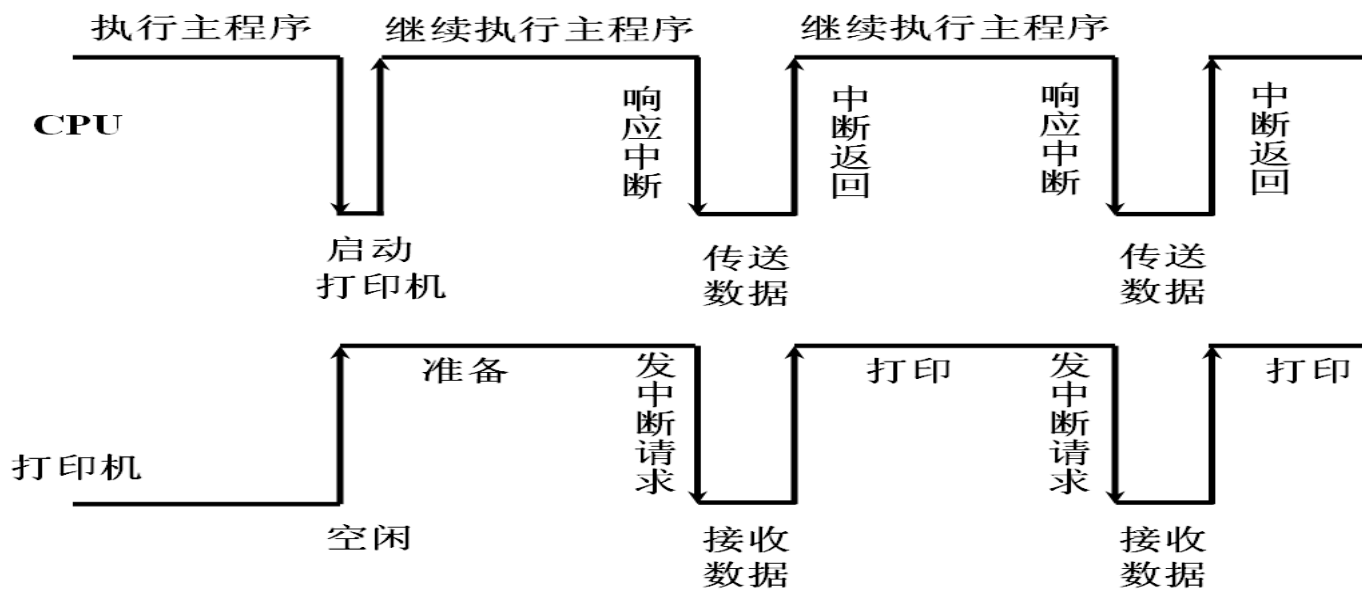 执行主程序
继续执行主程序
继续执行主程序
CPU
响应中断
中断返回
响应中断
中断返回
启动
打印机
传送
数据
传送
数据
准备
发中断请求
打印
发中断请求
打印
打印机
空闲
接收
数据
接收
数据